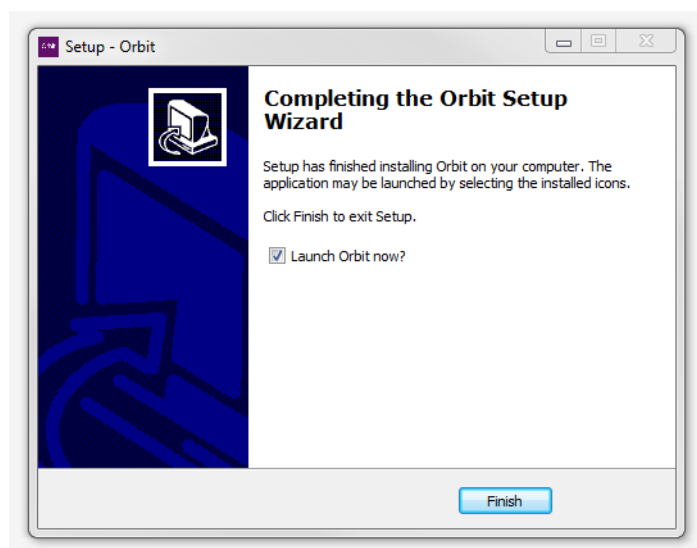 Setup - Orbit
Completing the Orbit Setup
Wizard
Setup has finished installing Orbit on your computer. The
application may be launched by selecting the installed icons.
Click Finish to exit Setup.
Launch Orbit now?
Finish